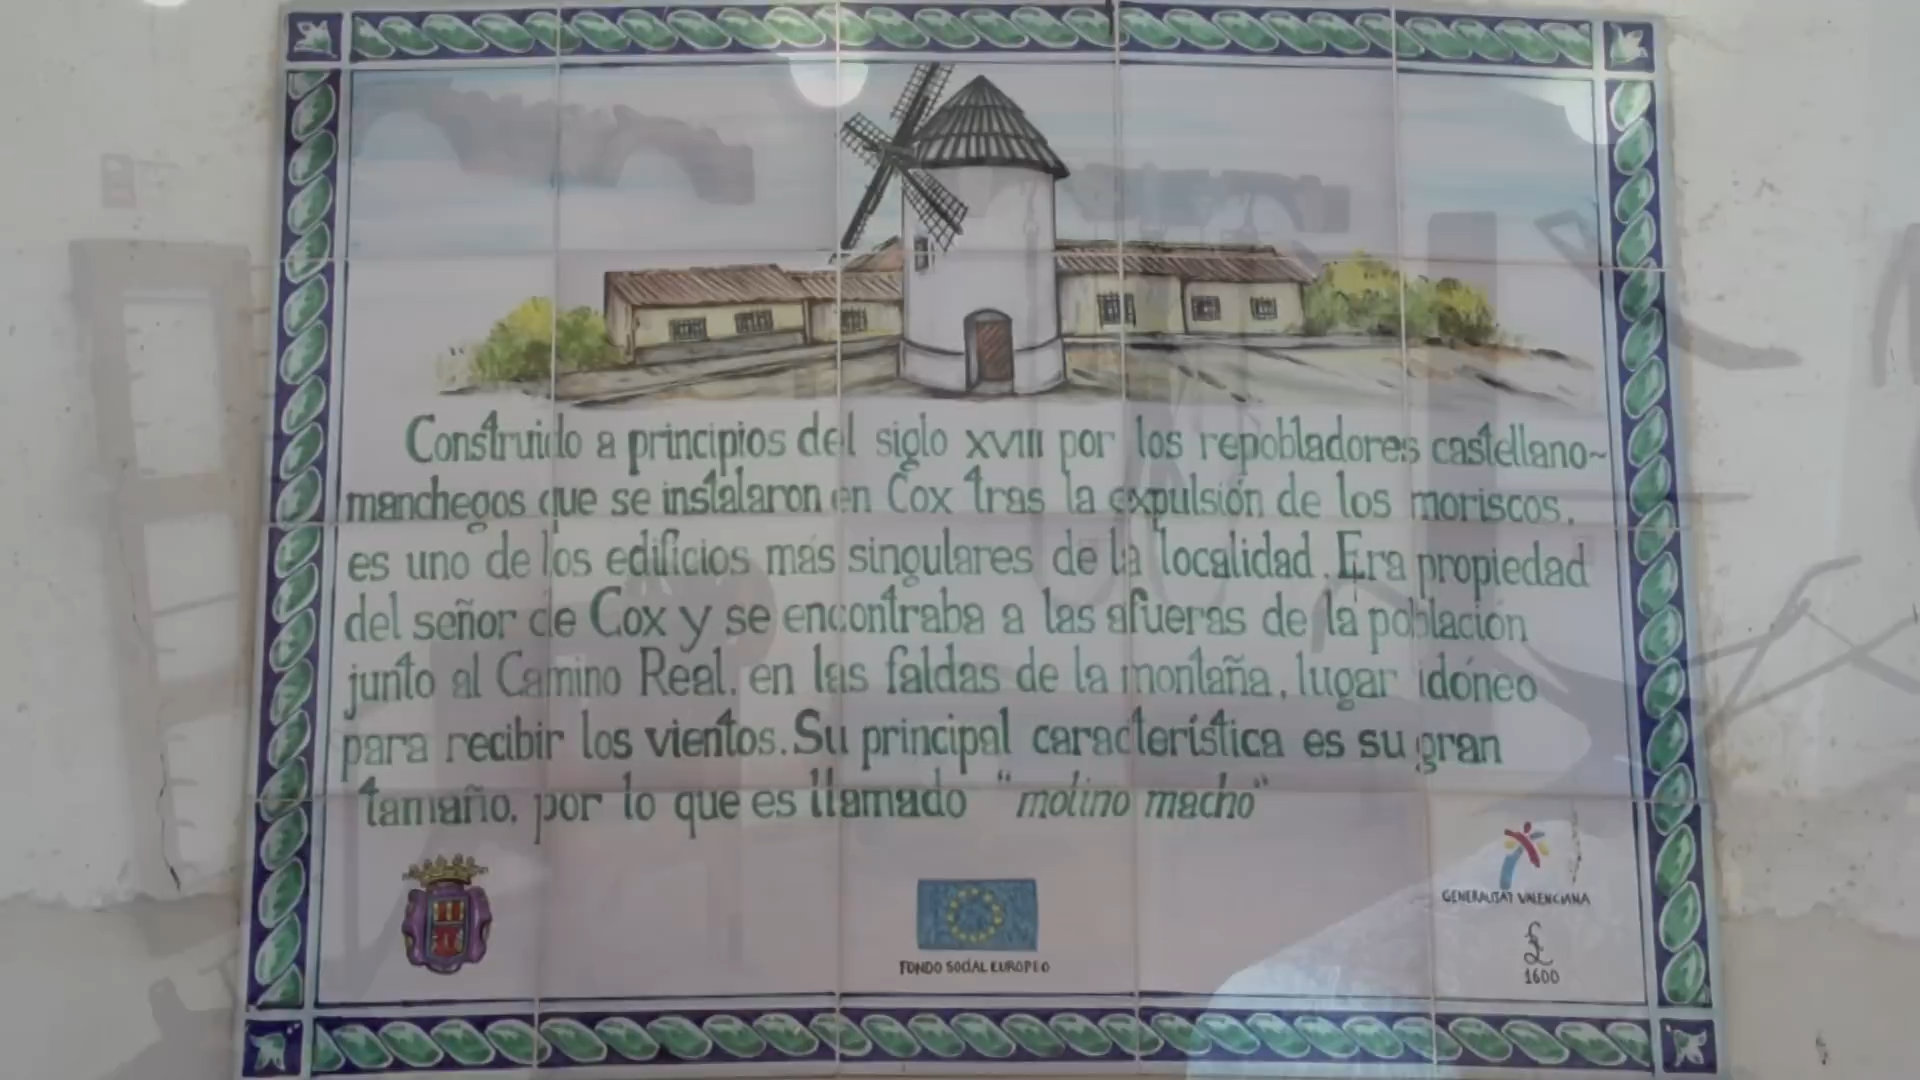 Construido a principios del siglo XVIII por los repobladores castellano-
manchegos que se instalaron en Cox tras la expulsión de los moriscos,
es uno de los edificios más singulares de la localidad. Era propiedad
del señor de Cox y se encontraba a las afueras de la población
junto al Camino Real, en las faldas de la montaña, lugar idóneo
para recibir los vientos. Su principal característica es su gran
tamaño, por lo que es llamado "molino macho"
FONDO SOCIAL EUROPEO
GENERALITAT VALENCIANA
1600